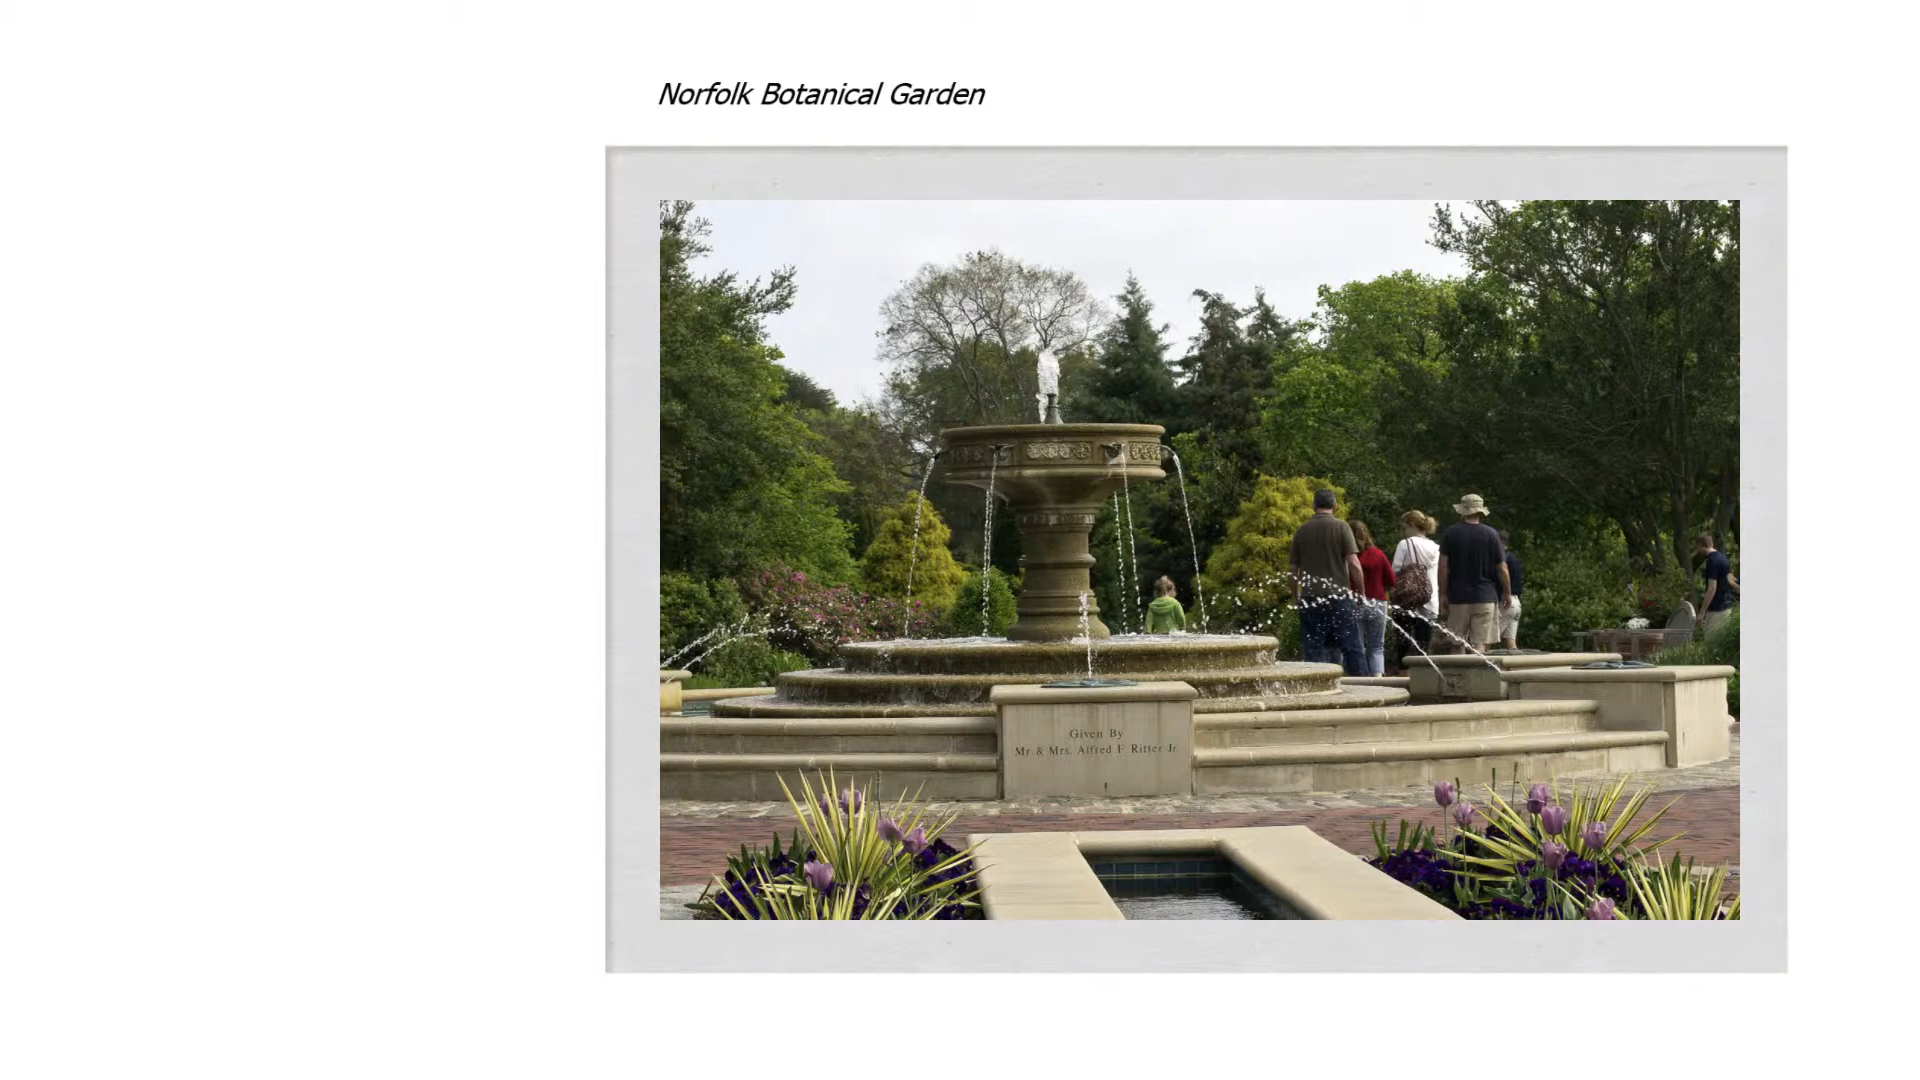 Norfolk Botanical Garden
Given By
Mr. & Mrs. Alfred F. Ritter Jr.